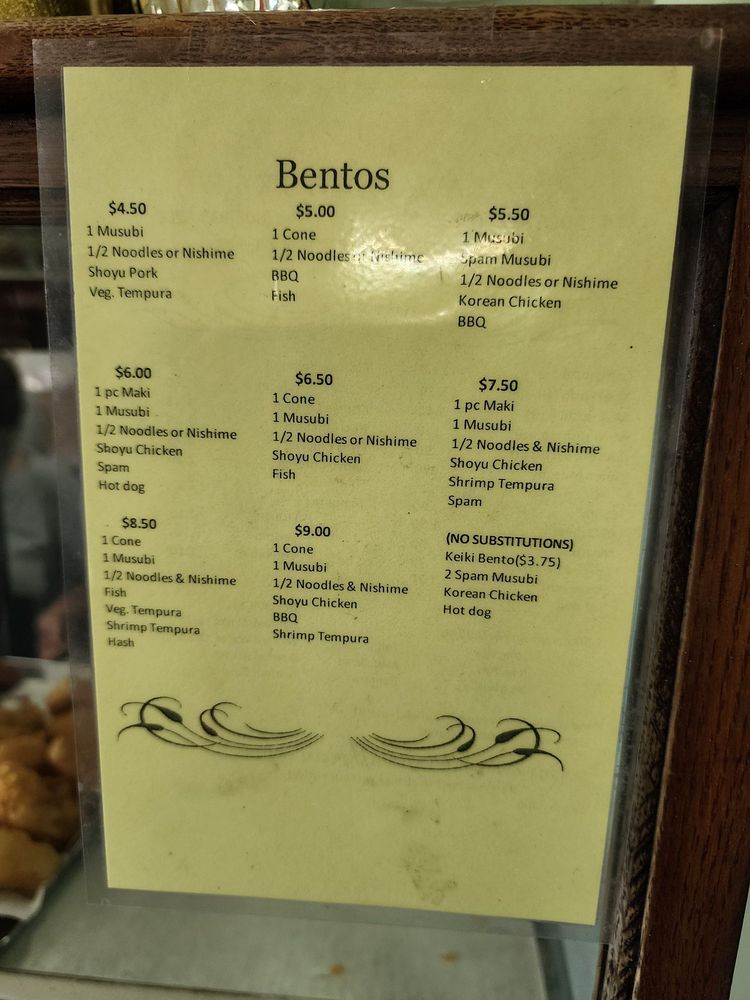 Bentos
$4.50
1 Musubi
1/2 Noodles or Nishime
Shoyu Pork
Veg. Tempura
$5.00
1 Cone
1/2 Noodles or Nishime
BBQ
Fish
$5.50
1 Musubi
Spam Musubi
1/2 Noodles or Nishime
Korean Chicken
BBQ
$6.00
1 pc Maki
1 Musubi
1/2 Noodles or Nishime
Shoyu Chicken
Spam
Hot dog
$6.50
1 Cone
1 Musubi
1/2 Noodles or Nishime
Shoyu Chicken
Fish
$7.50
1 pc Maki
1 Musubi
1/2 Noodles & Nishime
Shoyu Chicken
Shrimp Tempura
Spam
$8.50
1 Cone
1 Musubi
1/2 Noodles & Nishime
Fish
Veg. Tempura
Shrimp Tempura
Hash
$9.00
1 Cone
1 Musubi
1/2 Noodles & Nishime
Shoyu Chicken
BBQ
Shrimp Tempura
(NO SUBSTITUTIONS)
Keiki Bento($3.75)
2 Spam Musubi
Korean Chicken
Hot dog